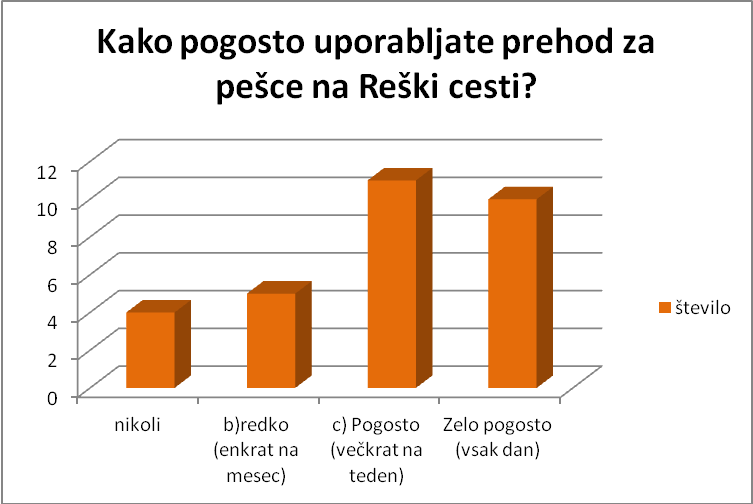 Kako pogosto uporabljate prehod za
pešce na Reški cesti?
12
10
8
6
4
2
0
nikoli
b)redko
(enkrat na
mesec)
c) Pogosto
(večkrat na
teden)
Zelo pogosto
(vsak dan)
število